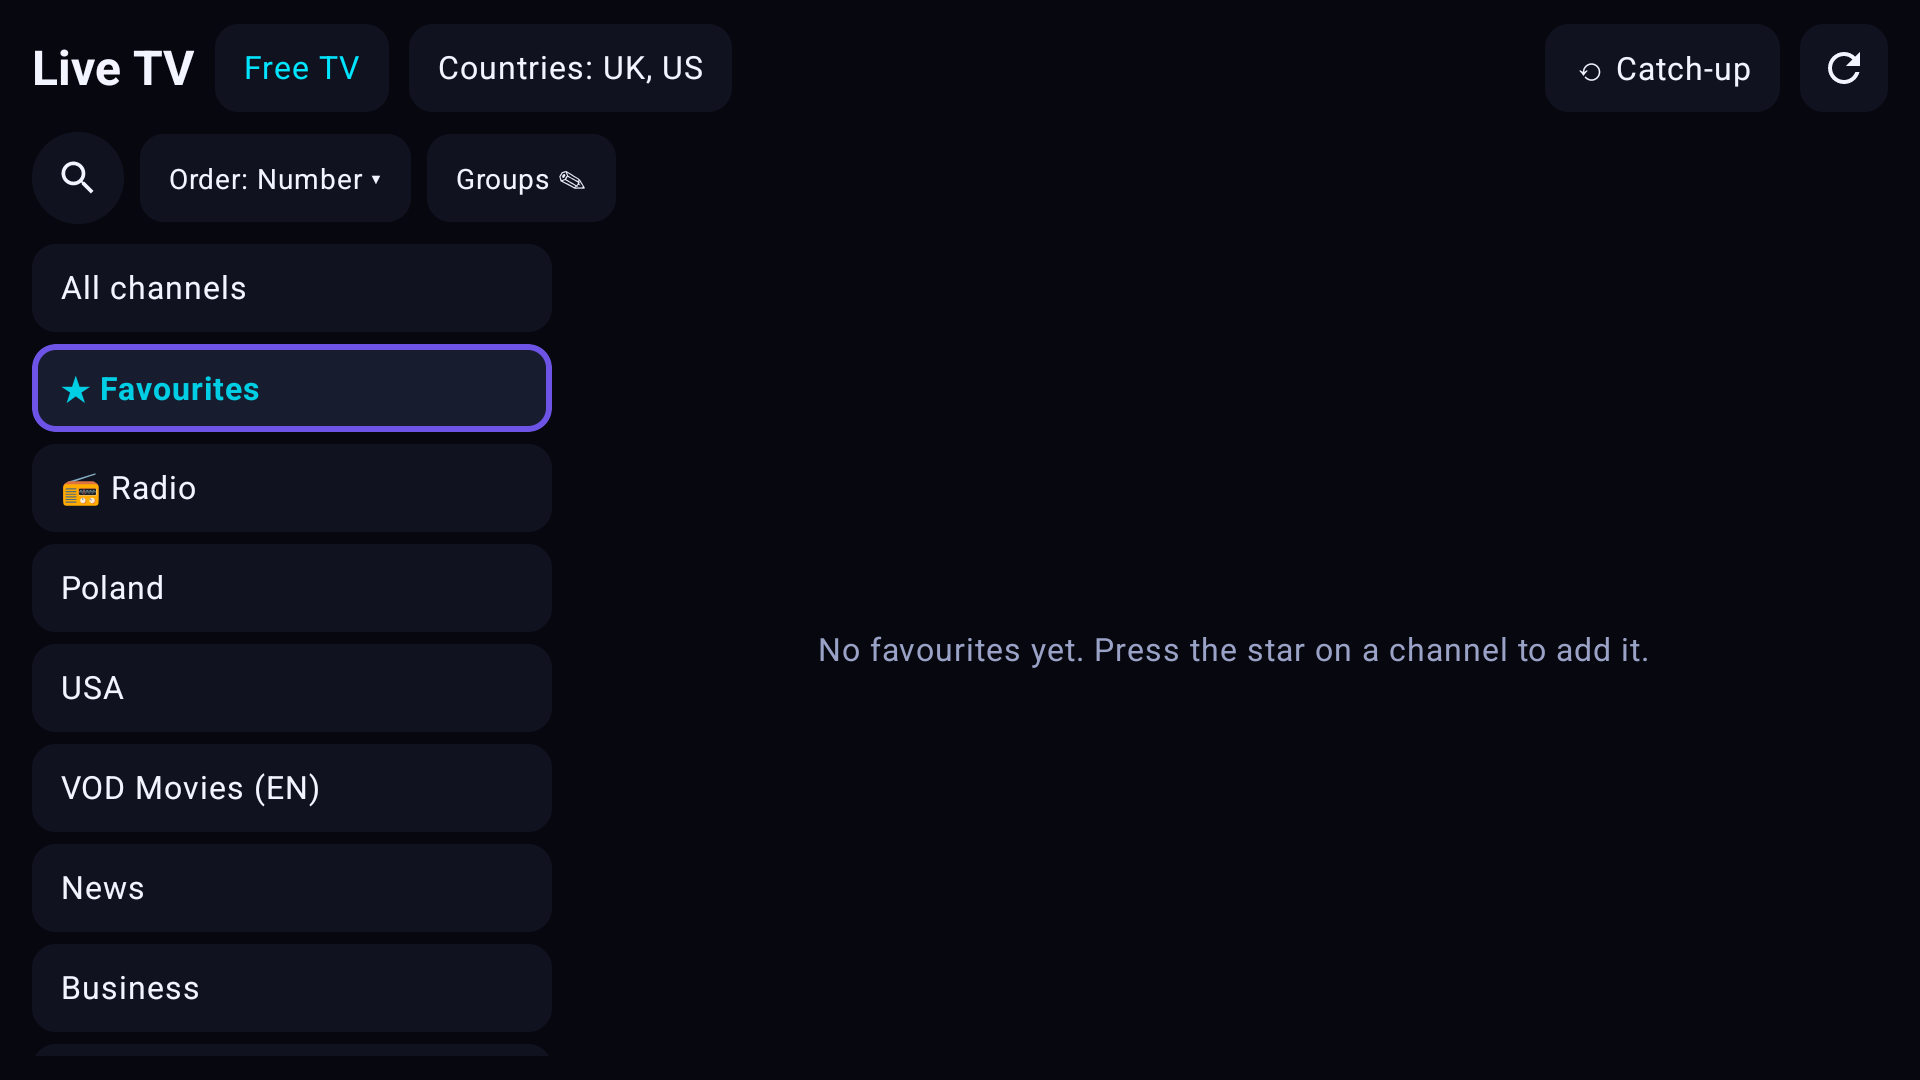 Live TV
Free TV
Countries: UK, US
⟲ Catch-up
Order: Number ▾
Groups ✎
All channels
★ Favourites
📻 Radio
Poland
USA
VOD Movies (EN)
News
Business
No favourites yet. Press the star on a channel to add it.